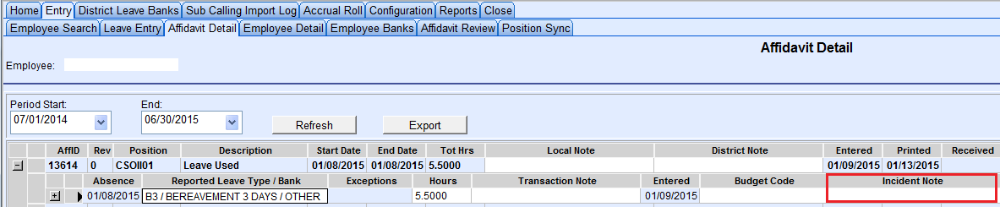 Home Entry District Leave Banks Sub Calling Import Log Accrual Roll Configuration Reports Close
Employee Search Leave Entry Affidavit Detail Employee Detail Employee Banks Affidavit Review Position Sync
Affidavit Detail
Employee:
Period Start: End:
07/01/2014 06/30/2015 Refresh Export
AffID Rev Position Description Start Date End Date Tot Hrs Local Note District Note Entered Printed Received
13614 0 CSOII01 Leave Used 01/08/2015 01/08/2015 5.5000 01/09/2015 01/13/2015
Absence Reported Leave Type / Bank Exceptions Hours Transaction Note Entered Budget Code Incident Note
01/08/2015 B3 / BEREAVEMENT 3 DAYS / OTHER 5.5000 01/09/2015